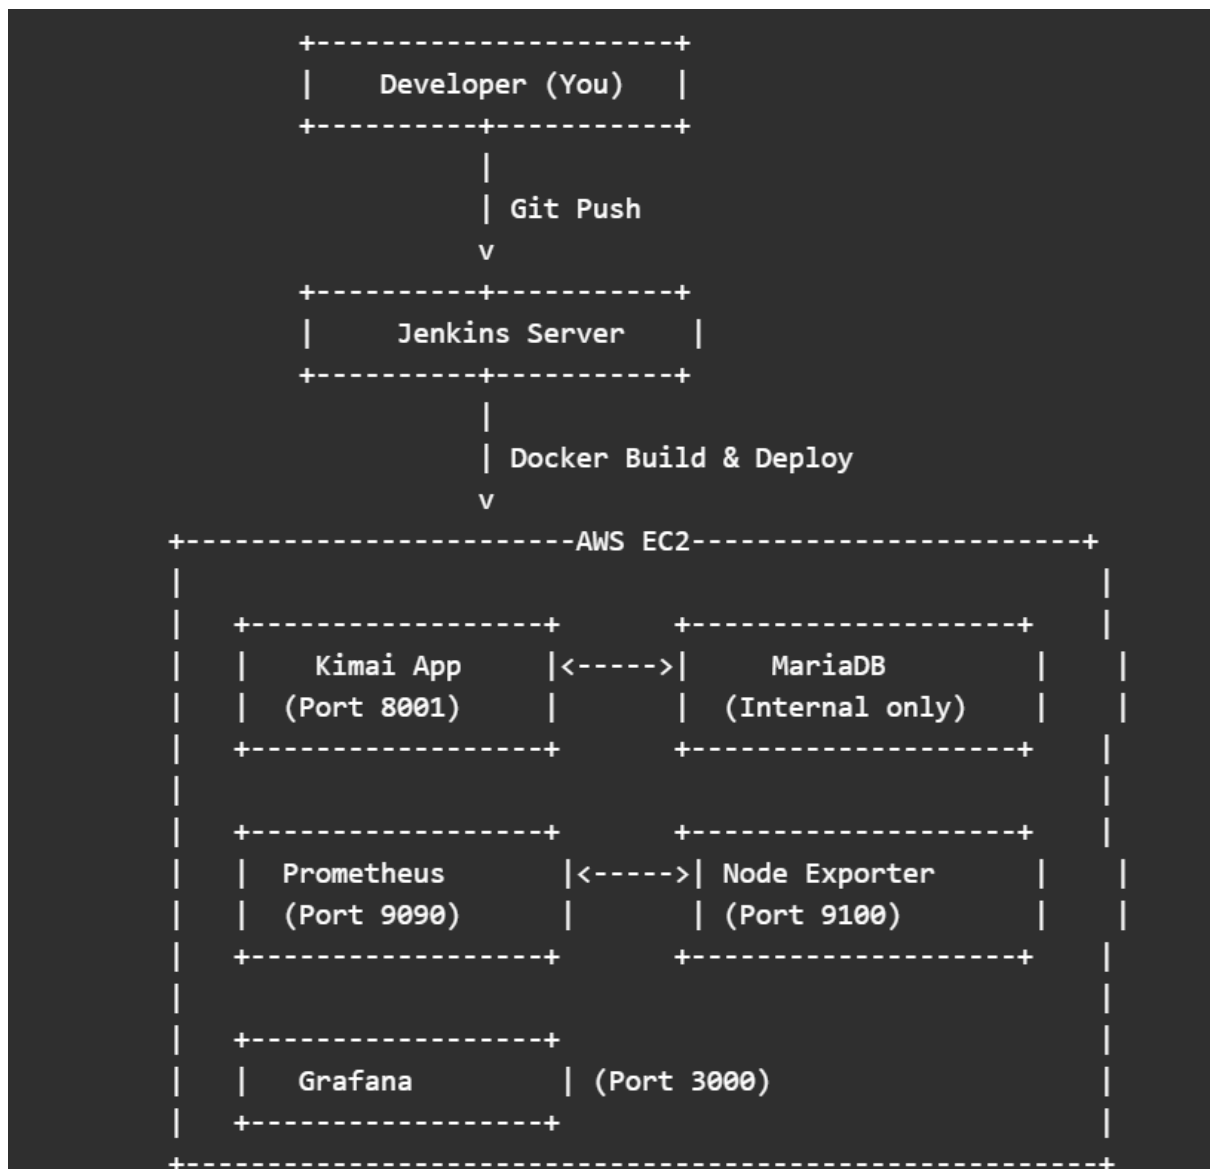 +----------------------+
|    Developer (You)   |
+----------+-----------+
|
| Git Push
v
+----------+-----------+
|     Jenkins Server    |
+----------+-----------+
|
| Docker Build & Deploy
v
+------------------------AWS EC2------------------------+
|                                                         |
|   +------------------+       +--------------------+    |
|   |    Kimai App     |<----->|     MariaDB         |    |
|   |  (Port 8001)     |       |  (Internal only)    |    |
|   +------------------+       +--------------------+    |
|                                                         |
|   +------------------+       +--------------------+    |
|   |  Prometheus       |<----->| Node Exporter      |    |
|   |  (Port 9090)      |       | (Port 9100)        |    |
|   +------------------+       +--------------------+    |
|                                                         |
|   +------------------+                                  |
|   |   Grafana         | (Port 3000)                     |
|   +------------------+                                  |
+---------------------------------------------------------+